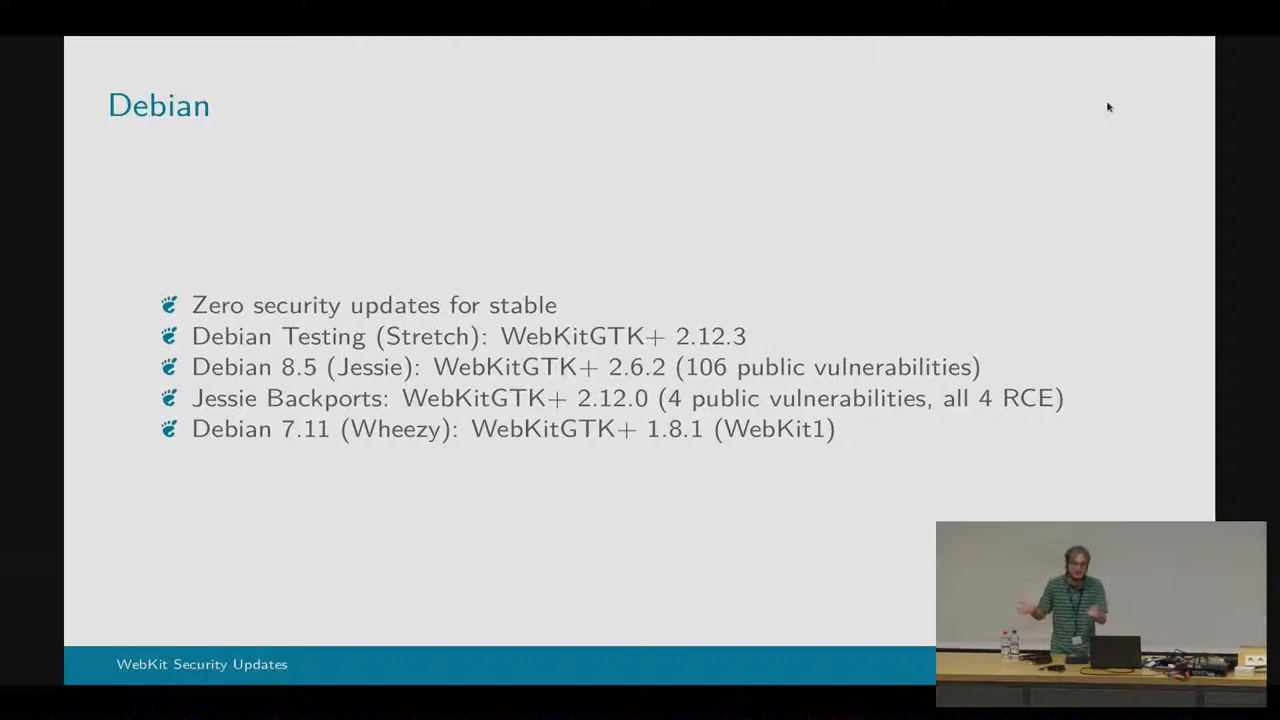 Debian
Zero security updates for stable
Debian Testing (Stretch): WebKitGTK+ 2.12.3
Debian 8.5 (Jessie): WebKitGTK+ 2.6.2 (106 public vulnerabilities)
Jessie Backports: WebKitGTK+ 2.12.0 (4 public vulnerabilities, all 4 RCE)
Debian 7.11 (Wheezy): WebKitGTK+ 1.8.1 (WebKit1)
WebKit Security Updates